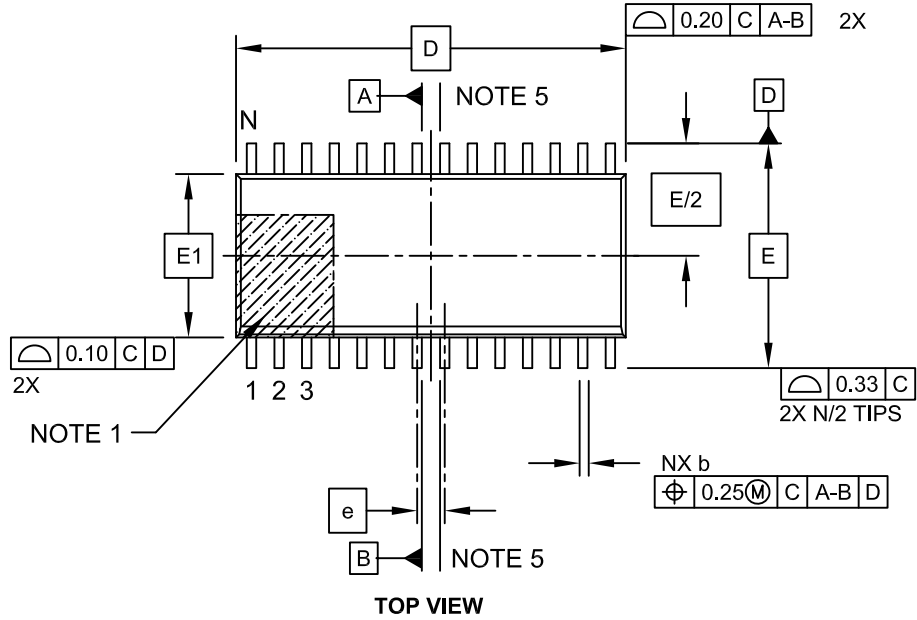 ⌓ 0.20 C A-B 2X
D
A NOTE 5
D
N
E/2
E1
E
⌓ 0.10 C D
2X
⌓ 0.33 C
2X N/2 TIPS
1 2 3
NOTE 1
NX b
⌖ 0.25Ⓜ C A-B D
e
B NOTE 5
TOP VIEW